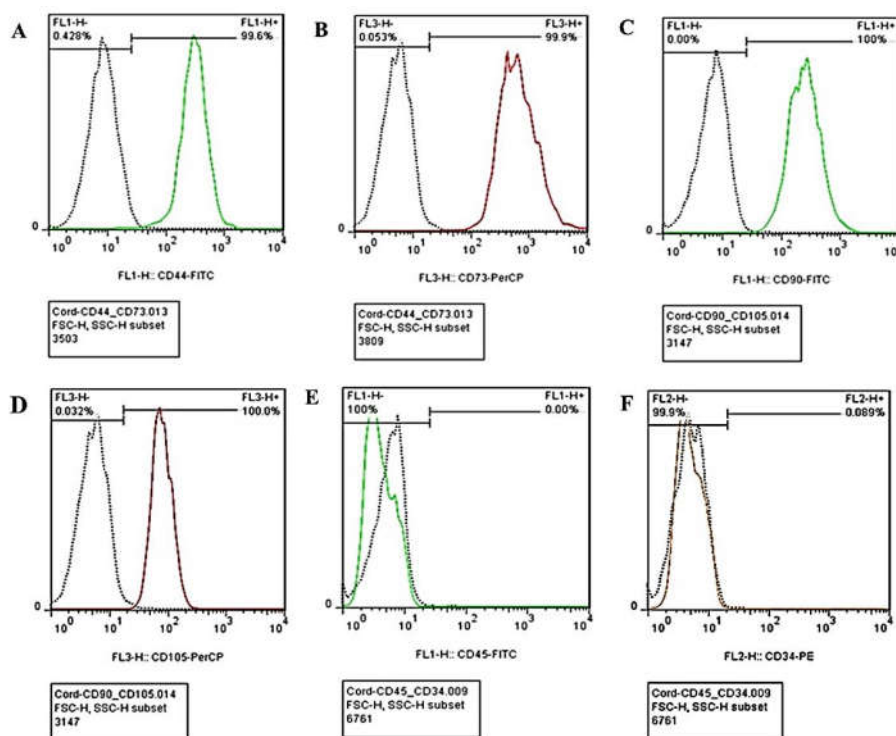 A
FL1-H-
0.428%
FL1-H+
99.6%
0
10^0 10^1 10^2 10^3 10^4
FL1-H:: CD44-FITC
Cord-CD44_CD73.013
FSC-H, SSC-H subset
3503
B
FL3-H-
0.053%
FL3-H+
99.9%
0
10^0 10^1 10^2 10^3 10^4
FL3-H:: CD73-PerCP
Cord-CD44_CD73.013
FSC-H, SSC-H subset
3809
C
FL1-H-
0.00%
FL1-H+
100%
0
10^0 10^1 10^2 10^3 10^4
FL1-H:: CD90-FITC
Cord-CD90_CD105.014
FSC-H, SSC-H subset
3147
D
FL3-H-
0.032%
FL3-H+
100.0%
0
10^0 10^1 10^2 10^3 10^4
FL3-H:: CD105-PerCP
Cord-CD90_CD105.014
FSC-H, SSC-H subset
3147
E
FL1-H-
100%
FL1-H+
0.00%
0
10^0 10^1 10^2 10^3 10^4
FL1-H:: CD45-FITC
Cord-CD45_CD34.009
FSC-H, SSC-H subset
6761
F
FL2-H-
99.9%
FL2-H+
0.089%
0
10^0 10^1 10^2 10^3 10^4
FL2-H:: CD34-PE
Cord-CD45_CD34.009
FSC-H, SSC-H subset
6761